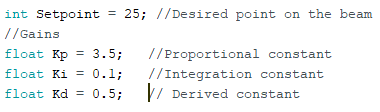 int Setpoint = 25; //Desired point on the beam
//Gains
float Kp = 3.5;   //Proportional constant
float Ki = 0.1;   //Integration constant
float Kd = 0.5;   // Derived constant